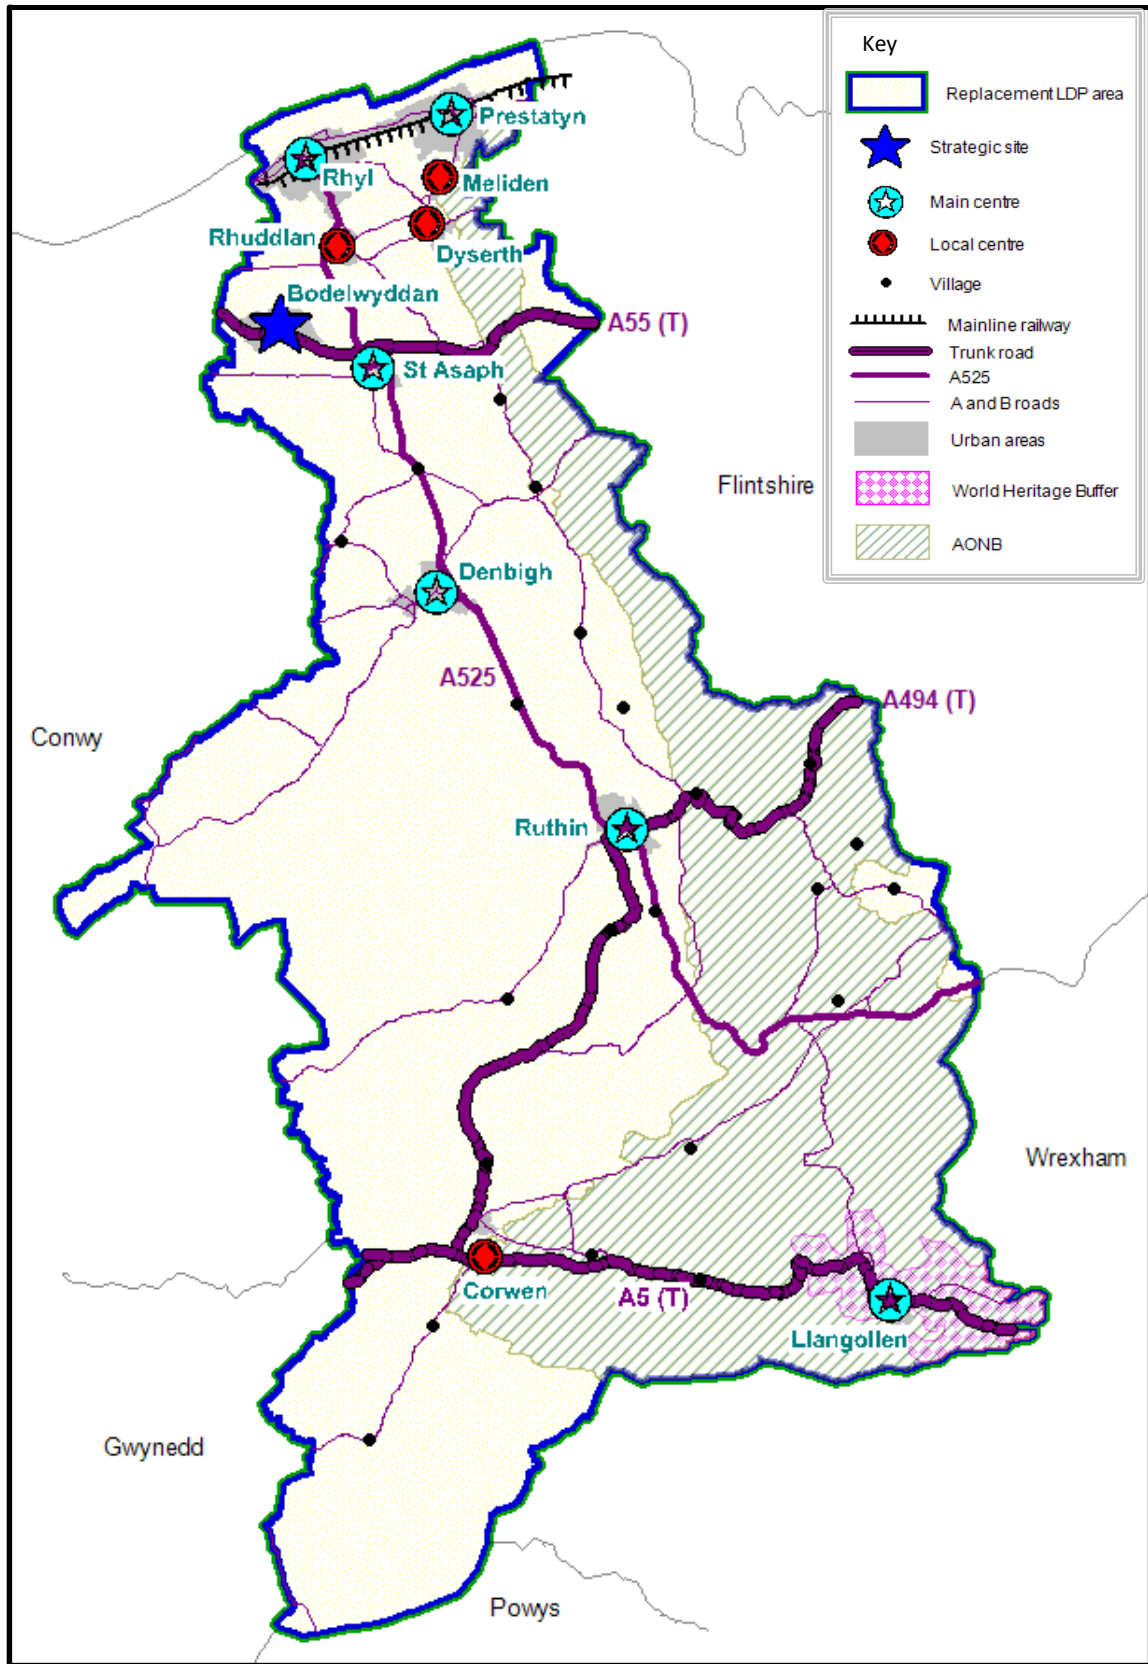 Key
Replacement LDP area
Strategic site
Main centre
Local centre
Village
Mainline railway
Trunk road
A525
A and B roads
Urban areas
World Heritage Buffer
AONB
Prestatyn
Rhyl
Meliden
Rhuddlan
Dyserth
Bodelwyddan
A55 (T)
St Asaph
Flintshire
Denbigh
A525
A494 (T)
Conwy
Ruthin
Wrexham
Corwen
A5 (T)
Llangollen
Gwynedd
Powys